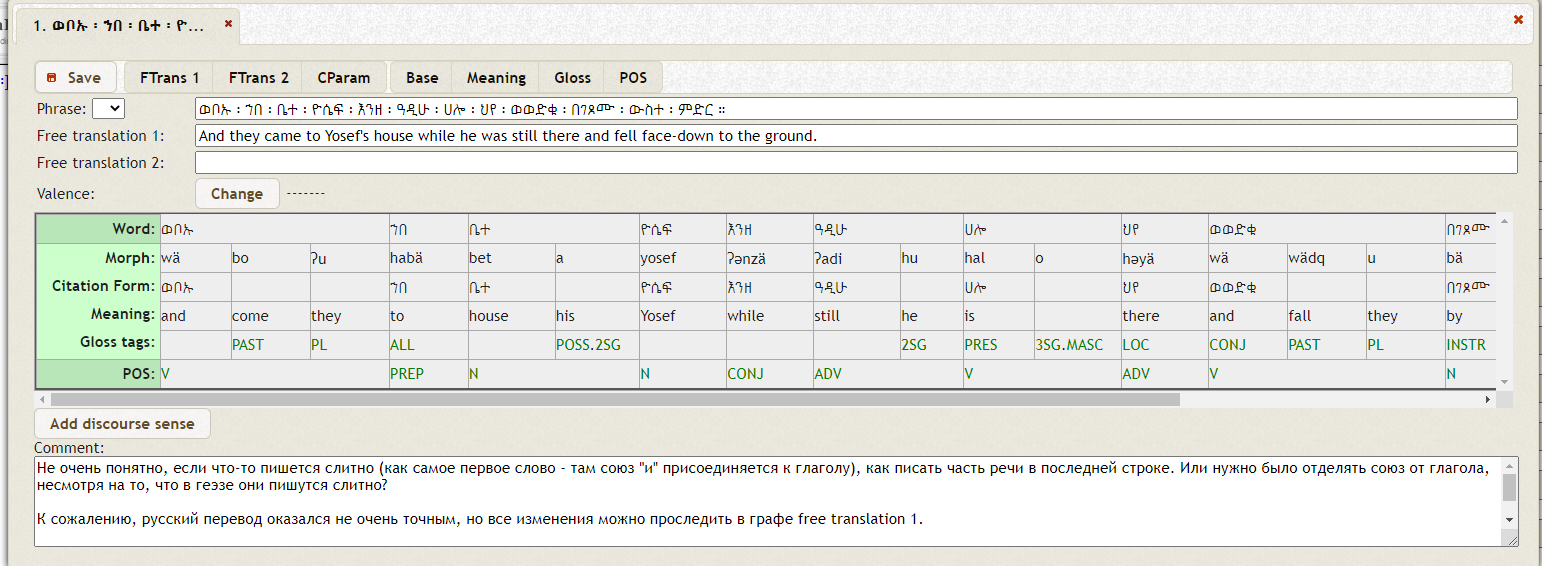 1. ወቦኡ ፡ ኀበ ፡ ቤተ ፡ ዮ...
Save FTrans 1 FTrans 2 CParam Base Meaning Gloss POS
Phrase: ወቦኡ ፡ ኀበ ፡ ቤተ ፡ ዮሴፍ ፡ እንዘ ፡ ዓዲሁ ፡ ሀሎ ፡ ህየ ፡ ወወድቁ ፡ በገጾሙ ፡ ውስተ ፡ ምድር ።
Free translation 1: And they came to Yosef's house while he was still there and fell face-down to the ground.
Free translation 2:
Valence: Change -------
Word: ወቦኡ ኀበ ቤተ ዮሴፍ እንዘ ዓዲሁ ሀሎ ህየ ወወድቁ በገጾሙ
Morph: wä bo ʔu habä bet a yosef ʔənzä ʔadi hu hal o həyä wä wädq u bä
Citation Form: ወቦኡ ኀበ ቤተ ዮሴፍ እንዘ ዓዲሁ ሀሎ ህየ ወወድቁ በገጾሙ
Meaning: and come they to house his Yosef while still he is there and fall they by
Gloss tags: PAST PL ALL POSS.2SG 2SG PRES 3SG.MASC LOC CONJ PAST PL INSTR
POS: V PREP N N CONJ ADV V ADV V N
Add discourse sense
Comment:
Не очень понятно, если что-то пишется слитно (как самое первое слово - там союз "и" присоединяется к глаголу), как писать часть речи в последней строке. Или нужно было отделять союз от глагола,
несмотря на то, что в геэзе они пишутся слитно?
К сожалению, русский перевод оказался не очень точным, но все изменения можно проследить в графе free translation 1.